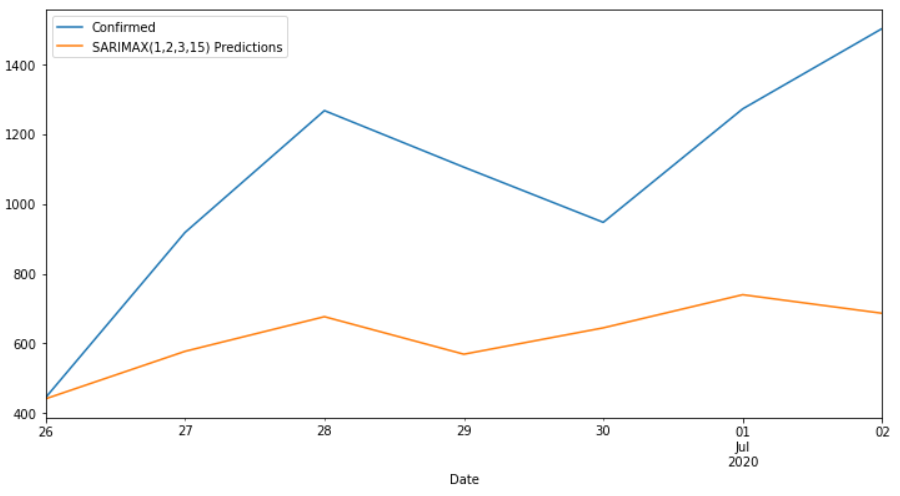 Confirmed
SARIMAX(1,2,3,15) Predictions
1400
1200
1000
800
600
400
26 27 28 29 30 01 02
Jul
2020
Date